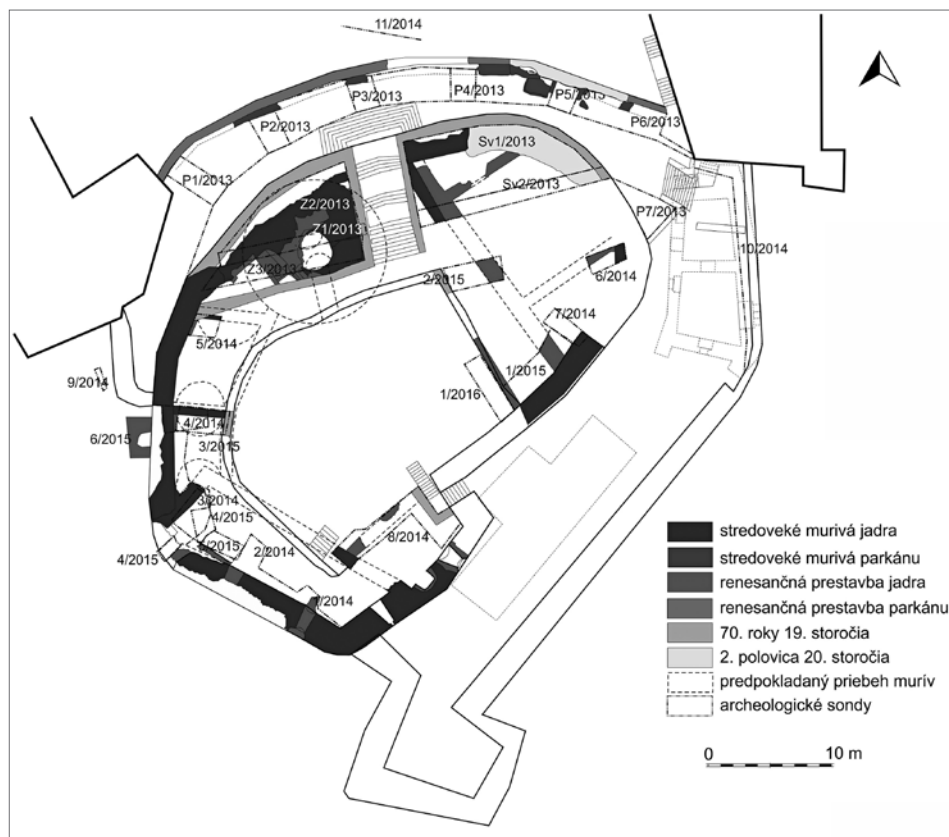 11/2014
P3/2013
P4/2013
P5/2013
P2/2013
P6/2013
P1/2013
Sv1/2013
Sv2/2013
Z2/2013
Z1/2013
Z3/2013
P7/2013
10/2014
6/2014
2/2015
7/2014
5/2014
1/2015
9/2014
1/2016
4/2014
6/2015
3/2015
3/2014
4/2015
4/2015
2/2014
8/2014
1/2014
stredoveké murivá jadra
stredoveké murivá parkánu
renesančná prestavba jadra
renesančná prestavba parkánu
70. roky 19. storočia
2. polovica 20. storočia
predpokladaný priebeh murív
archeologické sondy
0 10 m